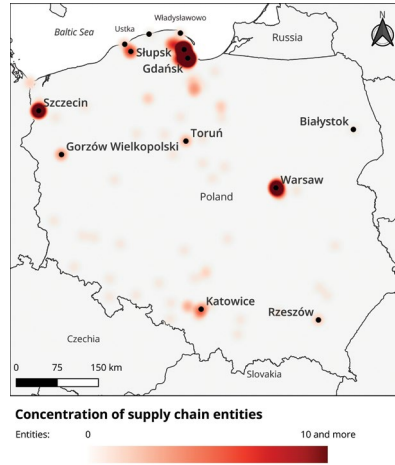 N
Władysławowo
Ustka
Baltic Sea
Russia
Słupsk
Gdańsk
Szczecin
Białystok
Toruń
Gorzów Wielkopolski
Warsaw
Poland
Katowice
Rzeszów
Czechia
0 75 150 km
Slovakia
Concentration of supply chain entities
Entities: 0 10 and more